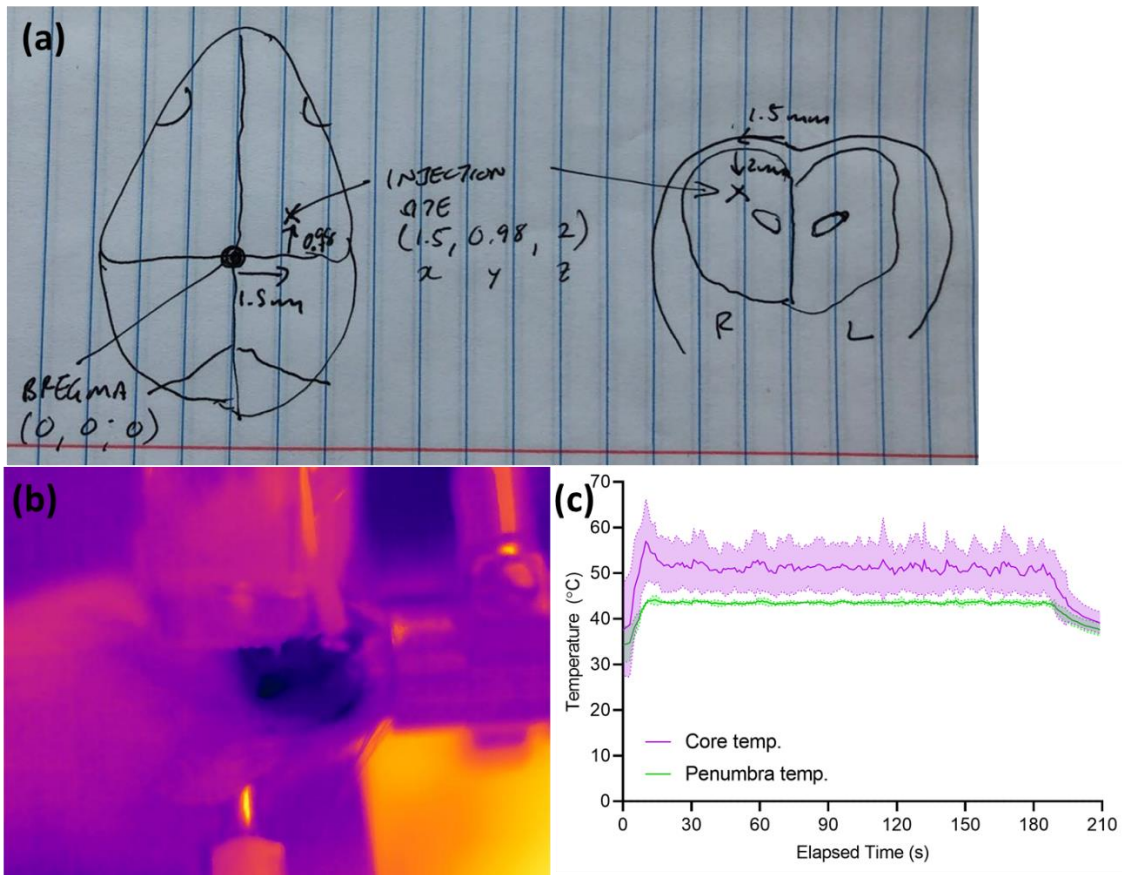 (a)
1.5mm
2mm
INJECTION
SITE
(1.5, 0.98, 2)
x y z
0.98
1.5mm
R L
BREGMA
(0, 0, 0)
(b)
(c)
70
60
50
40
30
20
10
0
Temperature (°C)
Core temp.
Penumbra temp.
0 30 60 90 120 150 180 210
Elapsed Time (s)